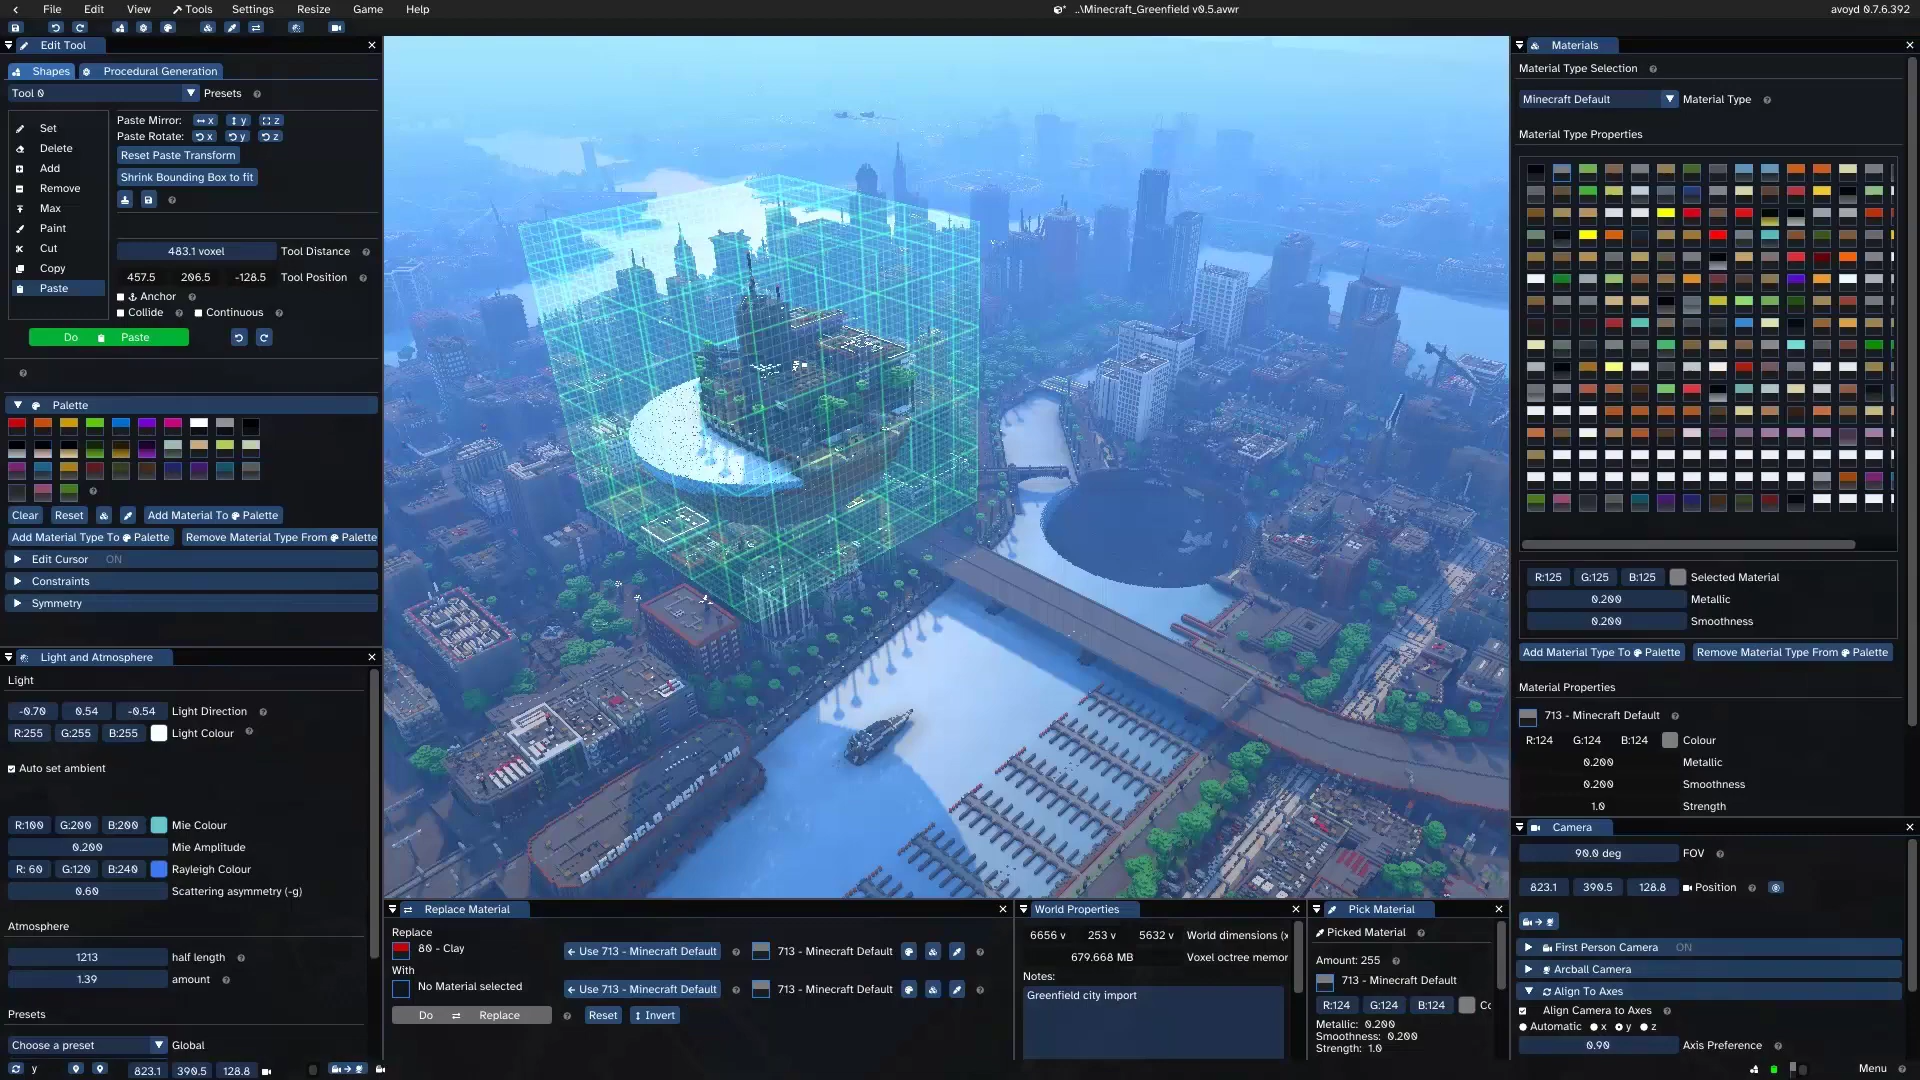 File Edit View Tools Settings Resize Game Help
..\Minecraft_Greenfield v0.5.avwr
avoyd 0.7.6.392
Edit Tool
Shapes Procedural Generation
Tool 0 Presets
Set
Delete
Add
Remove
Max
Paint
Cut
Copy
Paste
Paste Mirror: x y z
Paste Rotate: x y z
Reset Paste Transform
Shrink Bounding Box to fit
483.1 voxel Tool Distance
457.5 206.5 -128.5 Tool Position
Anchor
Collide Continuous
Do Paste
Palette
Clear Reset Add Material To Palette
Add Material Type To Palette Remove Material Type From Palette
Edit Cursor ON
Constraints
Symmetry
Light and Atmosphere
Light
-0.70 0.54 -0.54 Light Direction
R:255 G:255 B:255 Light Colour
Auto set ambient
R:100 G:200 B:200 Mie Colour
0.200 Mie Amplitude
R: 60 G:120 B:240 Rayleigh Colour
0.60 Scattering asymmetry (-g)
Atmosphere
1213 half length
1.39 amount
Presets
Choose a preset Global
y 823.1 390.5 128.8
Replace Material
Replace
80 - Clay Use 713 - Minecraft Default 713 - Minecraft Default
With
No Material selected Use 713 - Minecraft Default 713 - Minecraft Default
Do Replace Reset Invert
World Properties
6656 v 253 v 5632 v World dimensions (x
679.668 MB Voxel octree memor
Notes:
Greenfield city import
Pick Material
Picked Material
Amount: 255
713 - Minecraft Default
R:124 G:124 B:124 Co
Metallic: 0.200
Smoothness: 0.200
Strength: 1.0
Materials
Material Type Selection
Minecraft Default Material Type
Material Type Properties
R:125 G:125 B:125 Selected Material
0.200 Metallic
0.200 Smoothness
Add Material Type To Palette Remove Material Type From Palette
Material Properties
713 - Minecraft Default
R:124 G:124 B:124 Colour
0.200 Metallic
0.200 Smoothness
1.0 Strength
Camera
90.0 deg FOV
823.1 390.5 128.8 Position
First Person Camera ON
Arcball Camera
Align To Axes
Align Camera to Axes
Automatic x y z
0.90 Axis Preference
Menu